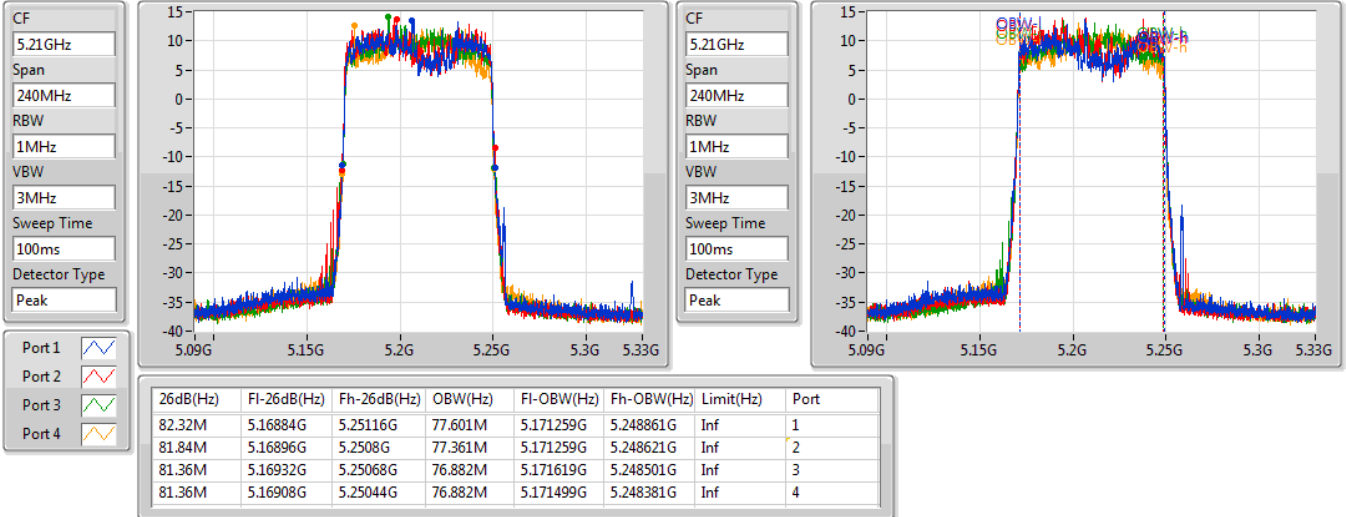 CF
5.21GHz
Span
240MHz
RBW
1MHz
VBW
3MHz
Sweep Time
100ms
Detector Type
Peak
15
10
5
0
-5
-10
-15
-20
-25
-30
-35
-40
5.09G 5.15G 5.2G 5.25G 5.3G 5.33G
CF
5.21GHz
Span
240MHz
RBW
1MHz
VBW
3MHz
Sweep Time
100ms
Detector Type
Peak
15
10
5
0
-5
-10
-15
-20
-25
-30
-35
-40
OBW-h
5.09G 5.15G 5.2G 5.25G 5.3G 5.33G
Port 1
Port 2
Port 3
Port 4
26dB(Hz) Fl-26dB(Hz) Fh-26dB(Hz) OBW(Hz) Fl-OBW(Hz) Fh-OBW(Hz) Limit(Hz) Port
82.32M 5.16884G 5.25116G 77.601M 5.171259G 5.248861G Inf 1
81.84M 5.16896G 5.2508G 77.361M 5.171259G 5.248621G Inf 2
81.36M 5.16932G 5.25068G 76.882M 5.171619G 5.248501G Inf 3
81.36M 5.16908G 5.25044G 76.882M 5.171499G 5.248381G Inf 4